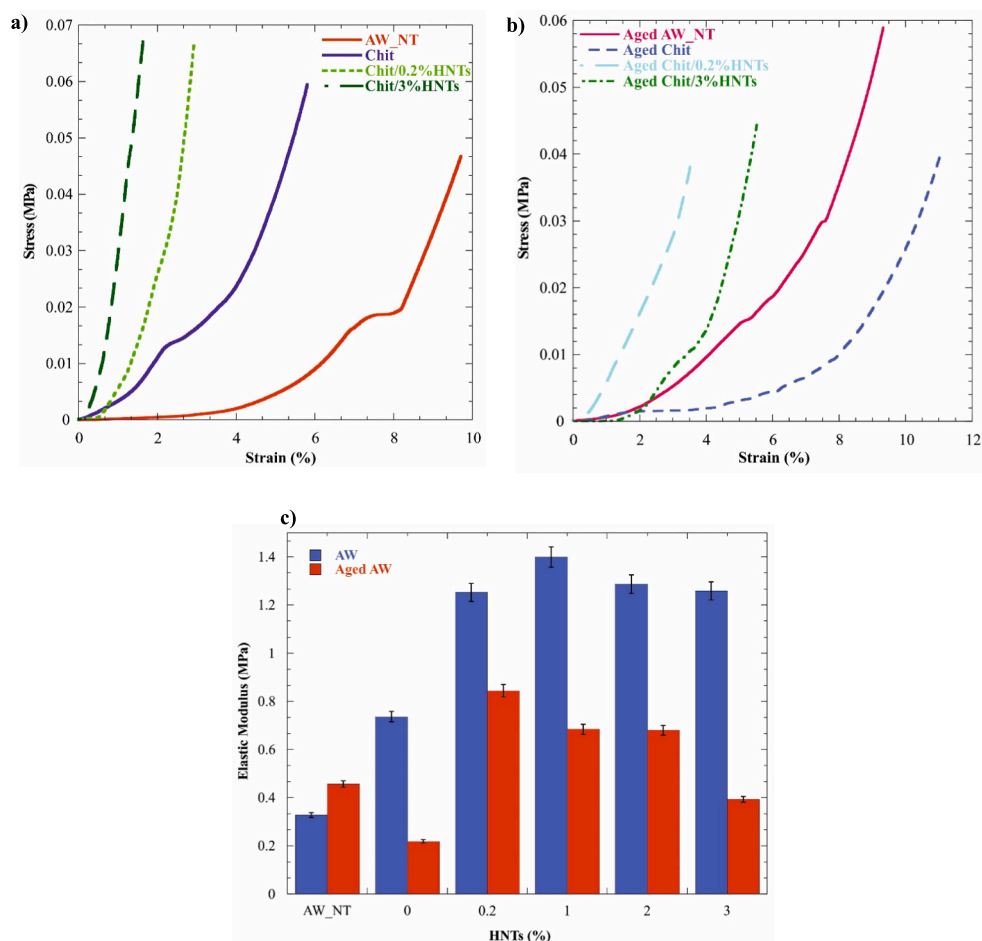 a)
0.07
0.06
0.05
0.04
0.03
0.02
0.01
0
Stress (MPa)
AW_NT
Chit
Chit/0.2%HNTs
Chit/3%HNTs
0 2 4 6 8 10
Strain (%)
b)
0.06
0.05
0.04
0.03
0.02
0.01
0
Stress (MPa)
Aged AW_NT
Aged Chit
Aged Chit/0.2%HNTs
Aged Chit/3%HNTs
0 2 4 6 8 10 12
Strain (%)
c)
1.4
1.2
1
0.8
0.6
0.4
0.2
0
Elastic Modulus (MPa)
AW
Aged AW
AW_NT 0 0.2 1 2 3
HNTs (%)